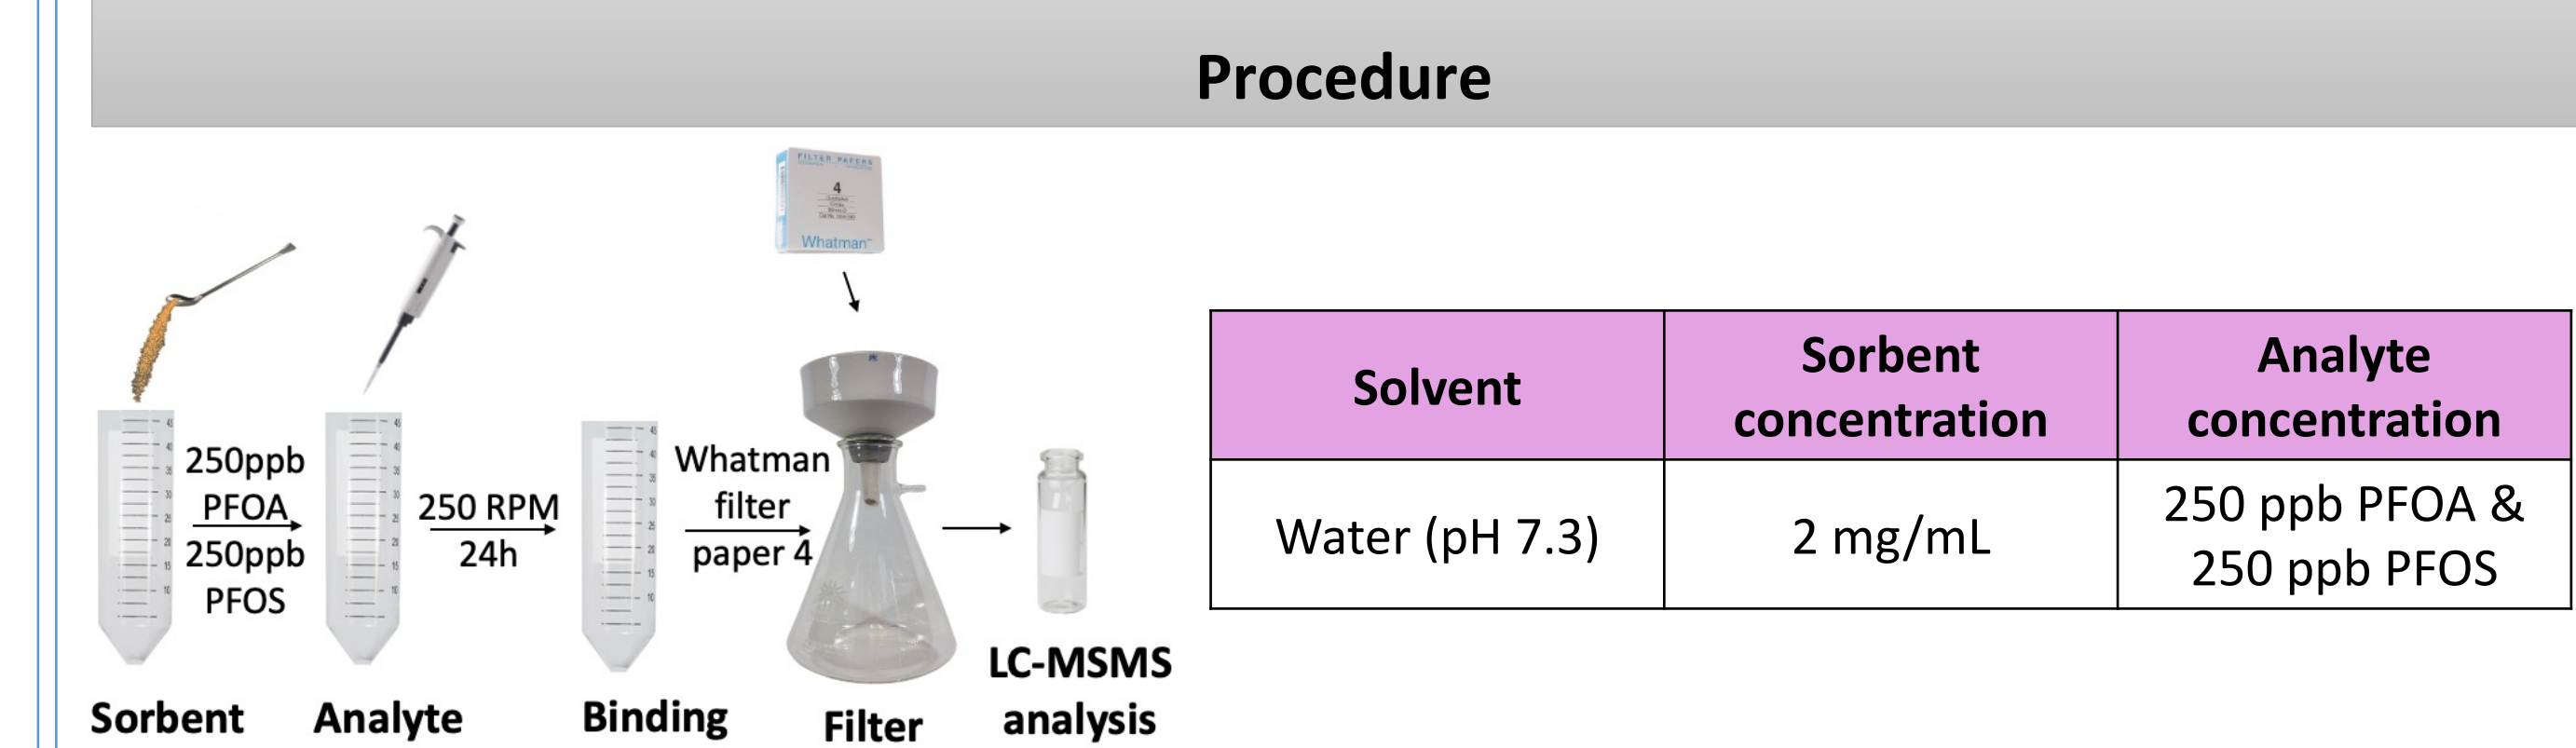 Procedure
FILTER PAPERS
4
Whatman™
250ppb
PFOA
250ppb
PFOS
250 RPM
24h
Whatman
filter
paper 4
Sorbent
Analyte
Binding
Filter
LC-MSMS
analysis
Solvent
Sorbent
concentration
Analyte
concentration
Water (pH 7.3)
2 mg/mL
250 ppb PFOA &
250 ppb PFOS